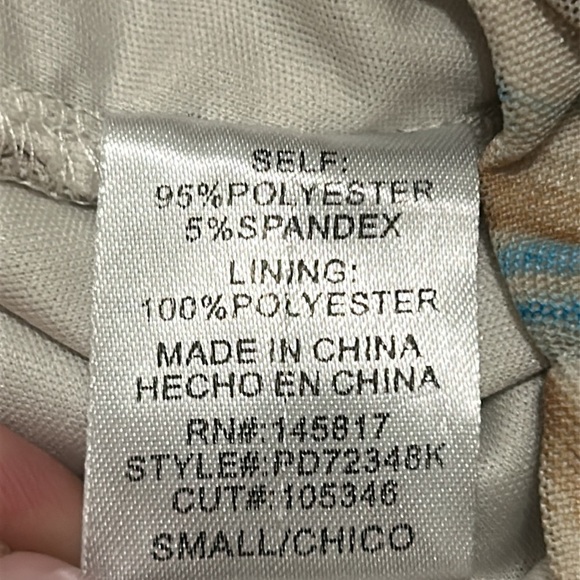 SELF:
95%POLYESTER
5%SPANDEX
LINING:
100%POLYESTER
MADE IN CHINA
HECHO EN CHINA
RN#:145817
STYLE#:PD72348K
CUT#:105346
SMALL/CHICO